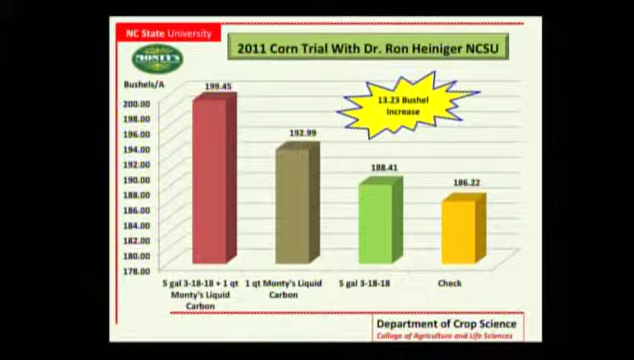 NC State University
MONTY'S
2011 Corn Trial With Dr. Ron Heiniger NCSU
Bushels/A
200.00
198.00
196.00
194.00
192.00
190.00
188.00
186.00
184.00
182.00
180.00
178.00
199.45
192.99
188.41
186.22
13.23 Bushel
Increase
5 gal 3-18-18 + 1 qt
Monty's Liquid
Carbon
1 qt Monty's Liquid
Carbon
5 gal 3-18-18
Check
Department of Crop Science
College of Agriculture and Life Sciences